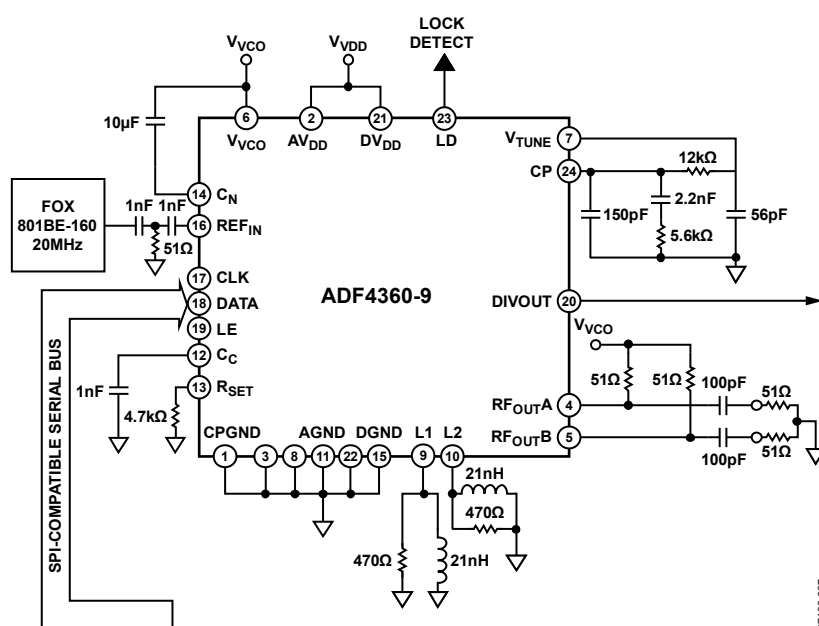 LOCK
DETECT
VVCO
VVDD
10µF
6
2
21
23
VVCO
AVDD
DVDD
LD
VTUNE
7
CP
24
12kΩ
14
CN
FOX
801BE-160
20MHz
1nF
1nF
16
REFIN
51Ω
150pF
2.2nF
5.6kΩ
56pF
17
CLK
18
DATA
19
LE
ADF4360-9
DIVOUT
20
VVCO
12
CC
1nF
13
RSET
4.7kΩ
51Ω
51Ω
100pF
51Ω
RFOUTA
4
RFOUTB
5
100pF
51Ω
CPGND
AGND
DGND
L1
L2
1
3
8
11
22
15
9
10
21nH
470Ω
470Ω
21nH
SPI-COMPATIBLE SERIAL BUS